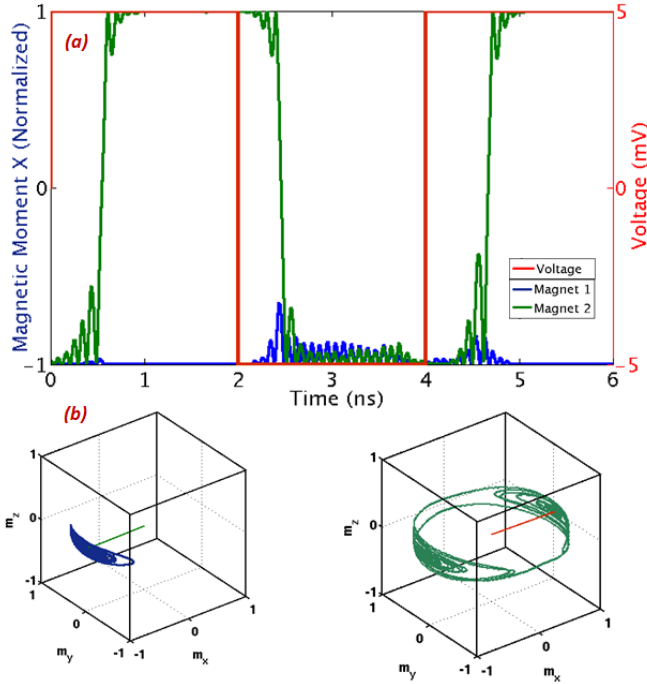 (a)
Magnetic Moment X (Normalized)
1
0
-1
5
0
-5
Voltage (mV)
Voltage
Magnet 1
Magnet 2
0 1 2 3 4 5 6
Time (ns)
(b)
1
0
-1
m_z
1
0
-1
m_y
-1
0
1
m_x
1
0
-1
m_z
1
0
-1
m_y
-1
0
1
m_x